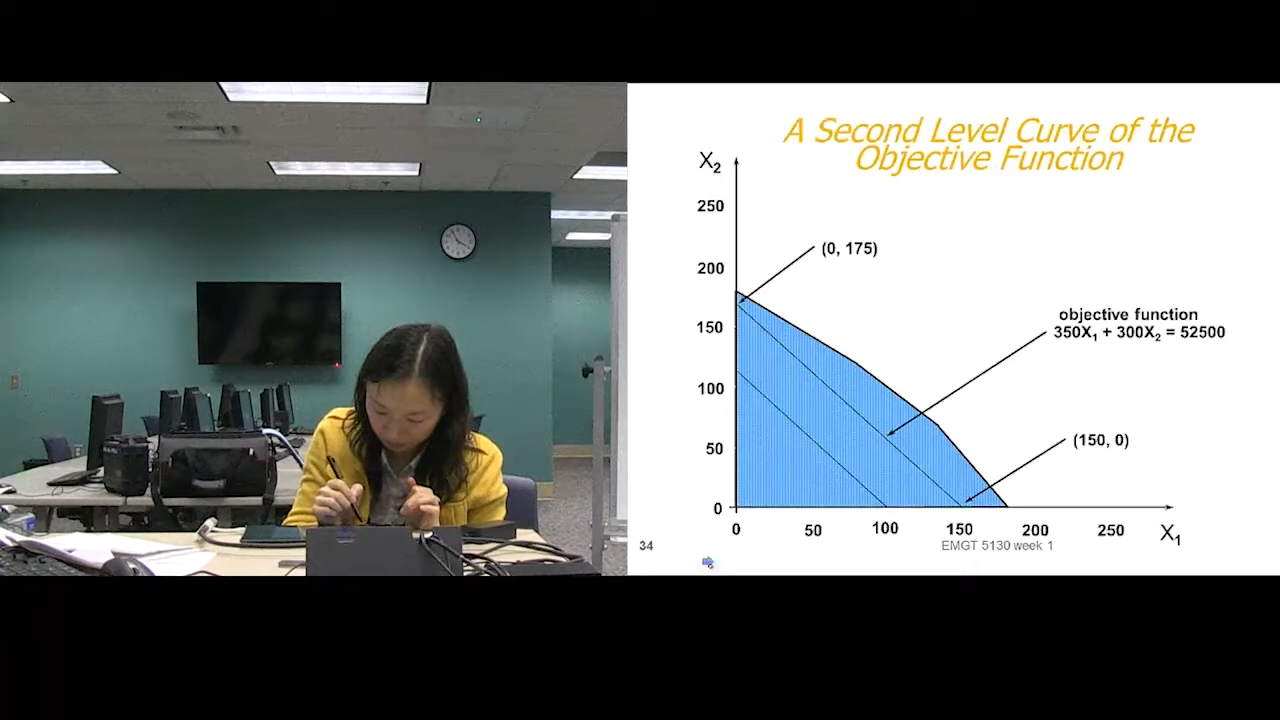 A Second Level Curve of the
Objective Function
X2
250
200
150
100
50
0
(0, 175)
objective function
350X1 + 300X2 = 52500
(150, 0)
0 50 100 150 200 250
X1
34
EMGT 5130 week 1